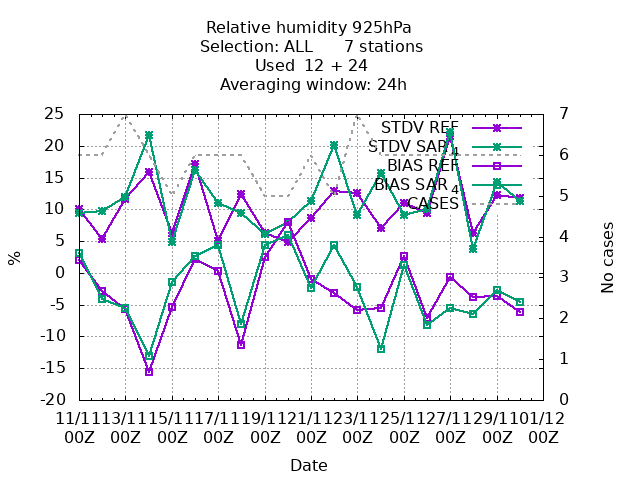 Relative humidity 925hPa
Selection: ALL 7 stations
Used 12 + 24
Averaging window: 24h
25
20
15
10
5
0
-5
-10
-15
-20
%
7
6
5
4
3
2
1
0
No cases
STDV REF
STDV SAR_4
BIAS REF
BIAS SAR_4
CASES
11/11 13/11 15/11 17/11 19/11 21/11 23/11 25/11 27/11 29/11 01/12
00Z 00Z 00Z 00Z 00Z 00Z 00Z 00Z 00Z 00Z 00Z
Date